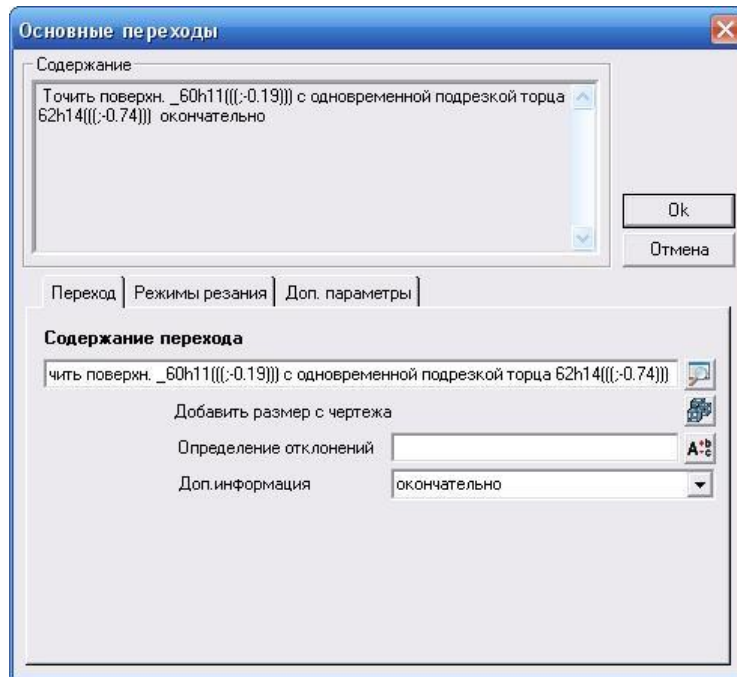 Основные переходы
Содержание
Точить поверхн. _60h11(((;-0.19))) с одновременной подрезкой торца
62h14(((;-0.74))) окончательно
Ok
Отмена
Переход
Режимы резания
Доп. параметры
Содержание перехода
чить поверхн. _60h11(((;-0.19))) с одновременной подрезкой торца 62h14(((;-0.74)))
Добавить размер с чертежа
Определение отклонений
Доп.информация
окончательно